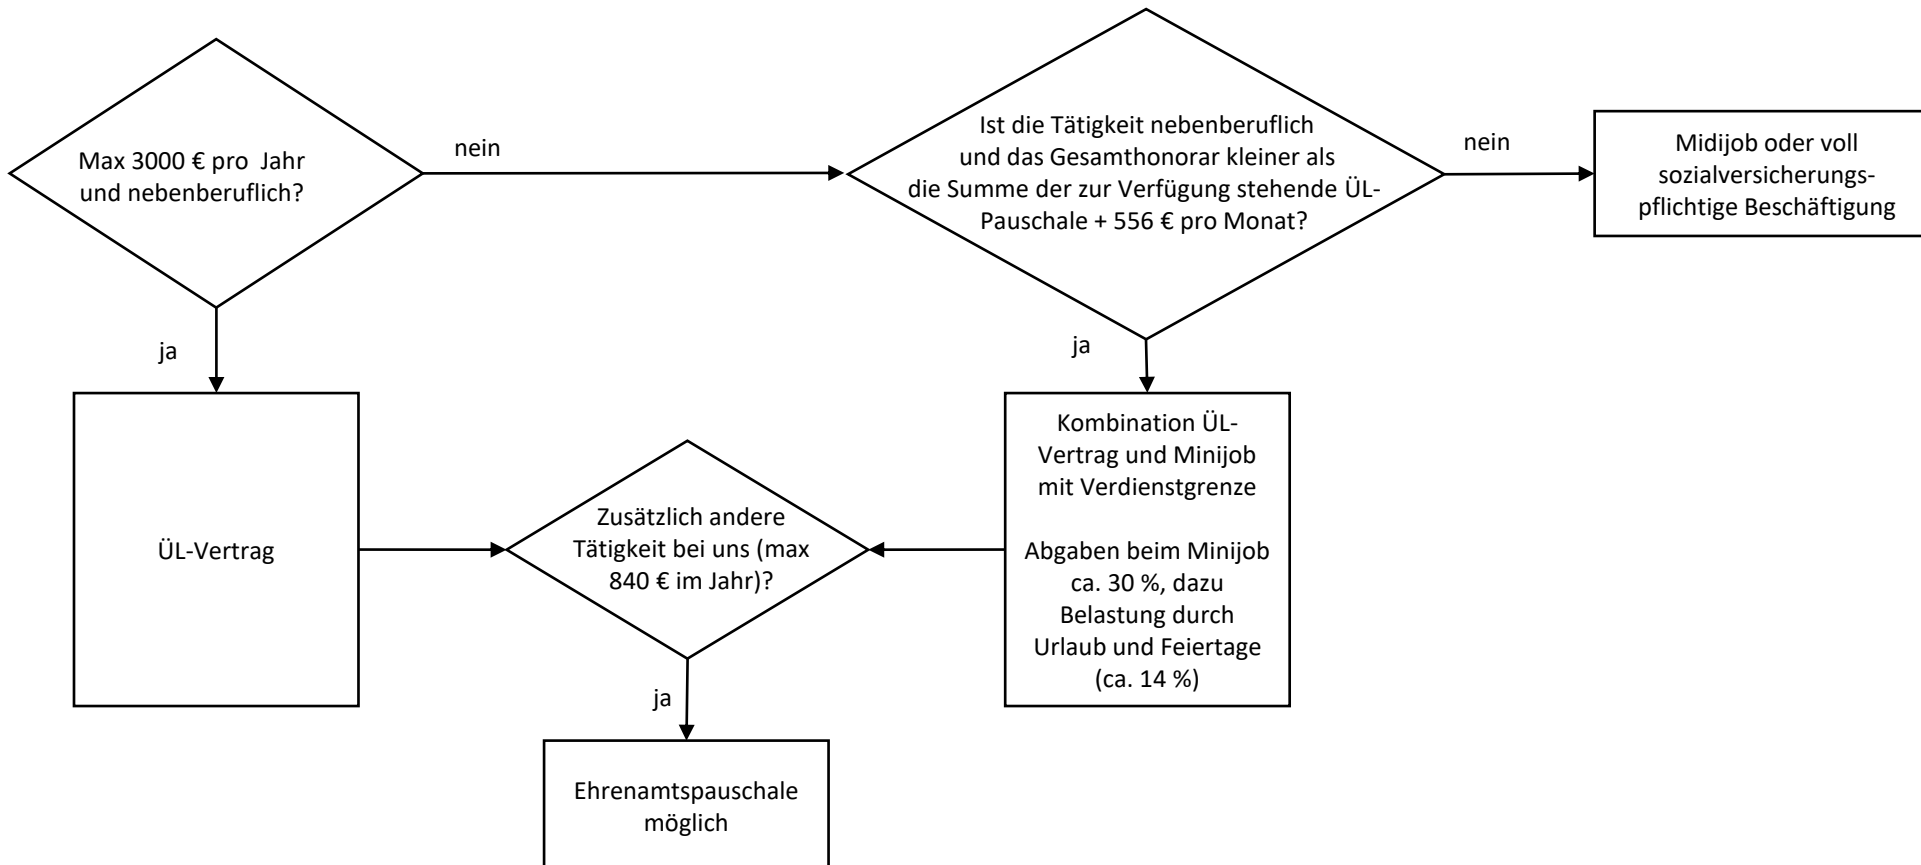 Max 3000 € pro Jahr
und nebenberuflich?
nein
Ist die Tätigkeit nebenberuflich
und das Gesamthonorar kleiner als
die Summe der zur Verfügung stehende ÜL-
Pauschale + 556 € pro Monat?
nein
Midijob oder voll
sozialversicherungs-
pflichtige Beschäftigung
ja
ja
ÜL-Vertrag
Zusätzlich andere
Tätigkeit bei uns (max
840 € im Jahr)?
Kombination ÜL-
Vertrag und Minijob
mit Verdienstgrenze
Abgaben beim Minijob
ca. 30 %, dazu
Belastung durch
Urlaub und Feiertage
(ca. 14 %)
ja
Ehrenamtspauschale
möglich